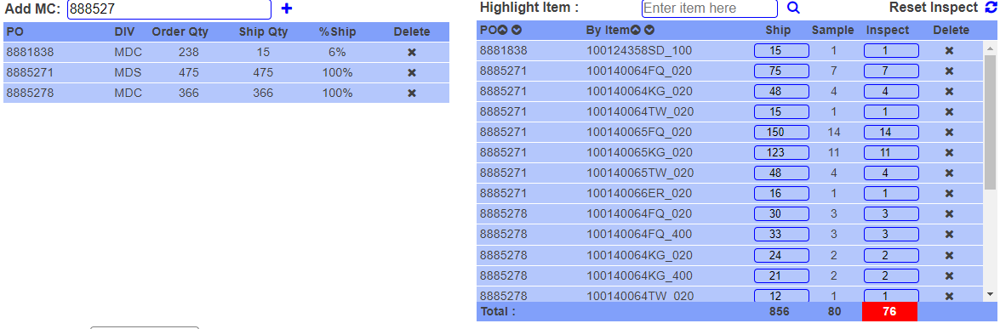 Add MC: 888527
PO DIV Order Qty Ship Qty %Ship Delete
8881838 MDC 238 15 6%
8885271 MDS 475 475 100%
8885278 MDC 366 366 100%
Highlight Item : Enter item here Reset Inspect
PO By Item Ship Sample Inspect Delete
8881838 100124358SD_100 15 1 1
8885271 100140064FQ_020 75 7 7
8885271 100140064KG_020 48 4 4
8885271 100140064TW_020 15 1 1
8885271 100140065FQ_020 150 14 14
8885271 100140065KG_020 123 11 11
8885271 100140065TW_020 48 4 4
8885271 100140066ER_020 16 1 1
8885278 100140064FQ_020 30 3 3
8885278 100140064FQ_400 33 3 3
8885278 100140064KG_020 24 2 2
8885278 100140064KG_400 21 2 2
8885278 100140064TW_020 12 1 1
Total : 856 80 76